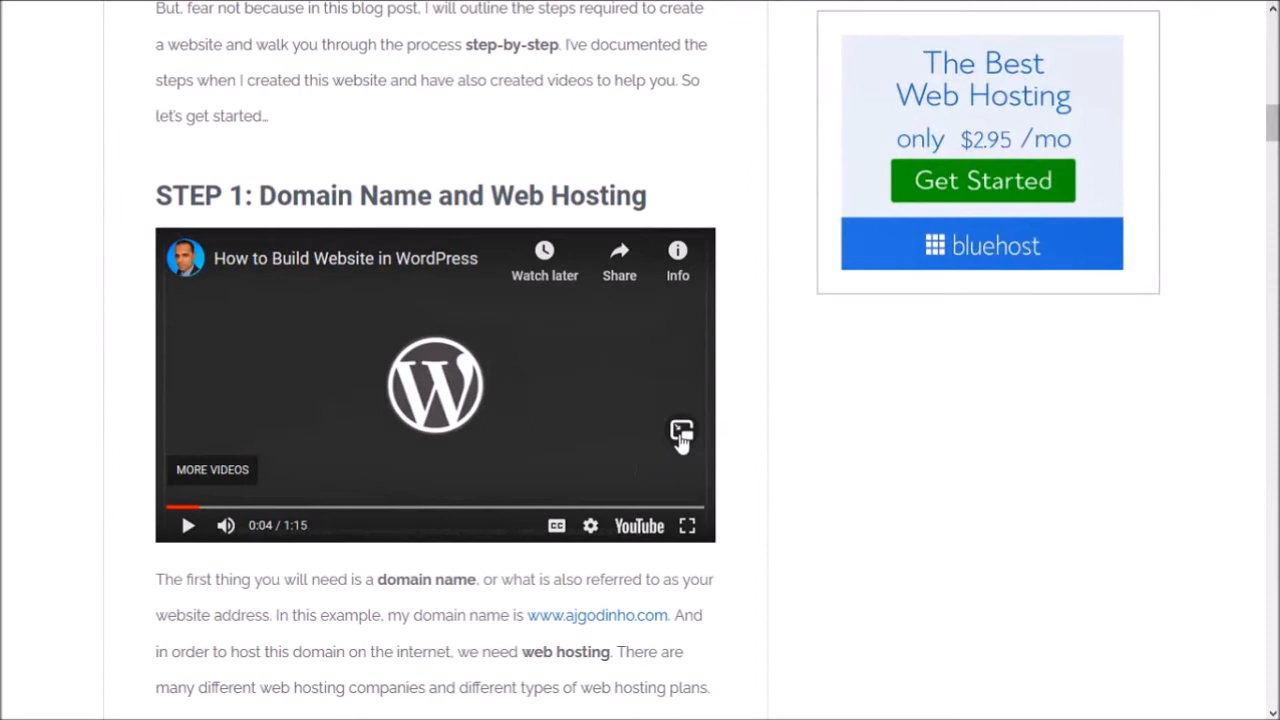 But, fear not because in this blog post, I will outline the steps required to create
a website and walk you through the process step-by-step. I've documented the
steps when I created this website and have also created videos to help you. So
let's get started...
STEP 1: Domain Name and Web Hosting
How to Build Website in WordPress
Watch later
Share
Info
W
MORE VIDEOS
0:04 / 1:15
CC
YouTube
The first thing you will need is a domain name, or what is also referred to as your
website address. In this example, my domain name is www.ajgodinho.com. And
in order to host this domain on the internet, we need web hosting. There are
many different web hosting companies and different types of web hosting plans.
The Best
Web Hosting
only $2.95 /mo
Get Started
bluehost